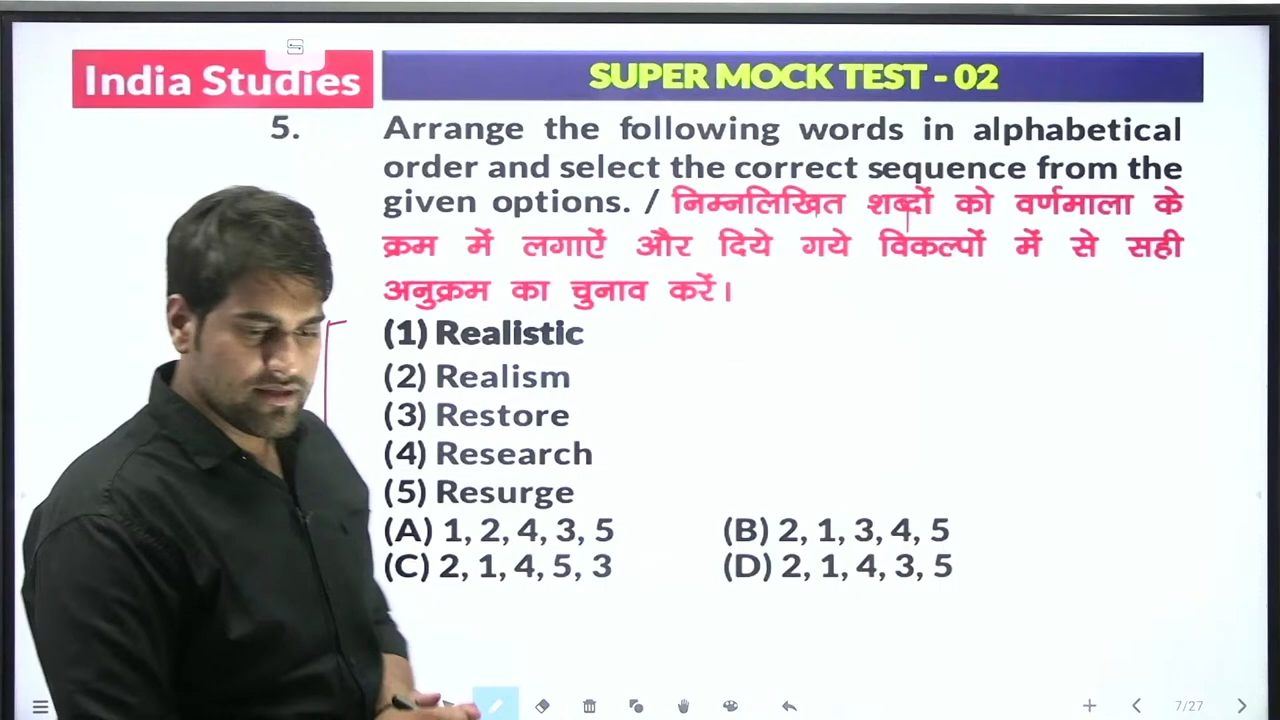 India Studies
SUPER MOCK TEST - 02
5. Arrange the following words in alphabetical
order and select the correct sequence from the
given options. / निम्नलिखित शब्दों को वर्णमाला के
क्रम में लगाऐं और दिये गये विकल्पों में से सही
अनुक्रम का चुनाव करें।
(1) Realistic
(2) Realism
(3) Restore
(4) Research
(5) Resurge
(A) 1, 2, 4, 3, 5 (B) 2, 1, 3, 4, 5
(C) 2, 1, 4, 5, 3 (D) 2, 1, 4, 3, 5
7/27